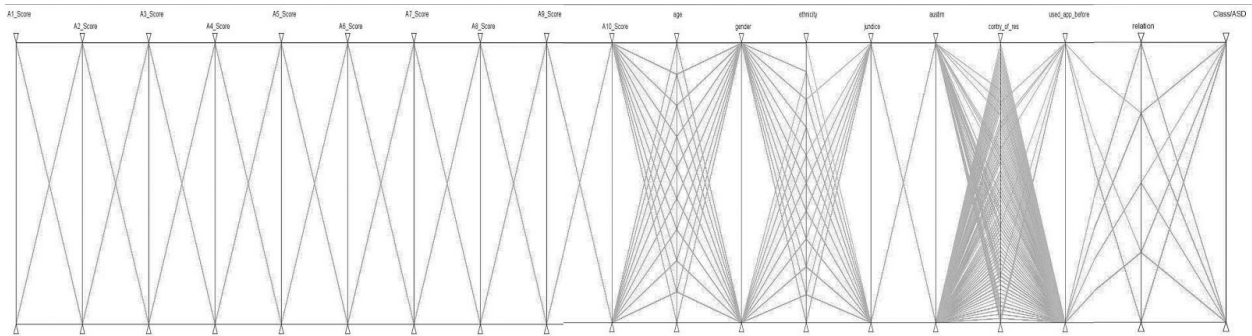 A1_Score
A2_Score
A3_Score
A4_Score
A5_Score
A6_Score
A7_Score
A8_Score
A9_Score
A10_Score
age
gender
ethnicity
jundice
austim
contry_of_res
used_app_before
relation
Class/ASD